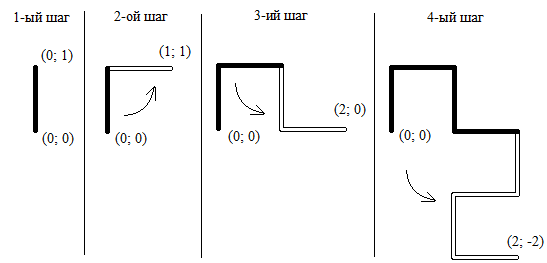 1-ый шаг
(0; 1)
(0; 0)
2-ой шаг
(1; 1)
(0; 0)
3-ий шаг
(2; 0)
(0; 0)
4-ый шаг
(0; 0)
(2; -2)